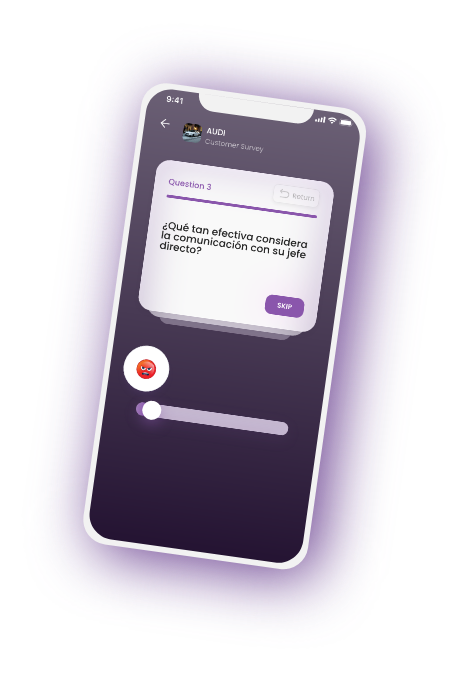 9:41
AUDI
Customer Survey
Question 3
Return
¿Qué tan efectiva considera
la comunicación con su jefe
directo?
SKIP